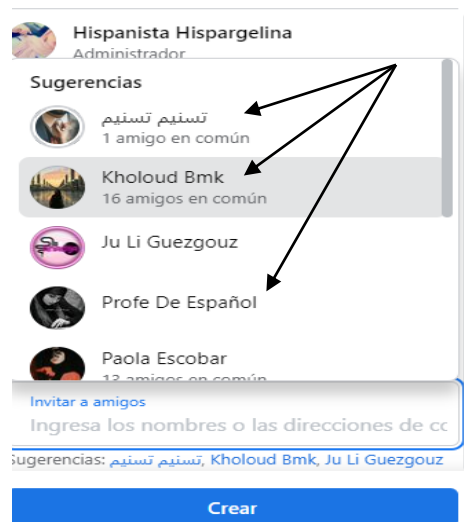 Hispanista Hispargelina
Administrador
Sugerencias
تسنيم تسنيم
1 amigo en común
Kholoud Bmk
16 amigos en común
Ju Li Guezgouz
Profe De Español
Paola Escobar
13 amigos en común
Invitar a amigos
Ingresa los nombres o las direcciones de cc
Sugerencias: تسنيم تسنيم, Kholoud Bmk, Ju Li Guezgouz
Crear